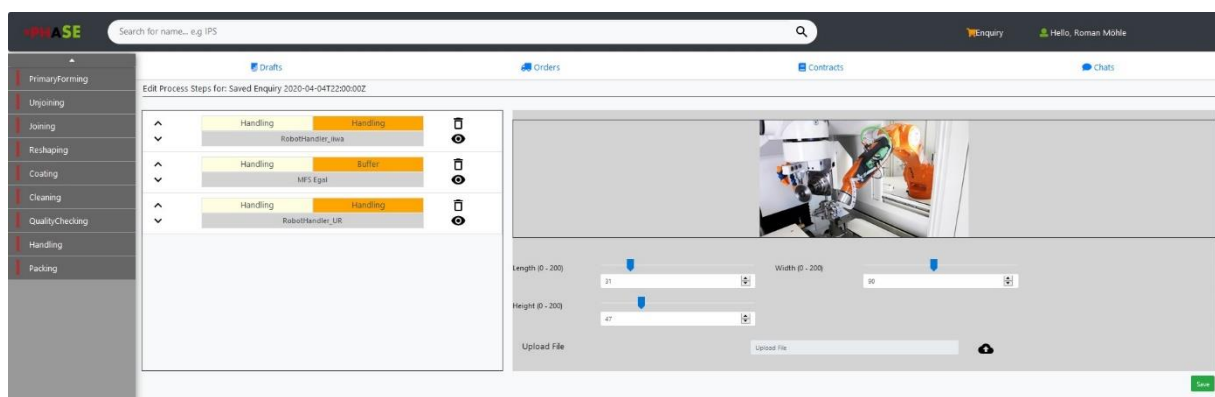 PHASE
Search for name... e.g IPS
Enquiry
Hello, Roman Möhle
PrimaryForming
Unjoining
Joining
Reshaping
Coating
Cleaning
QualityChecking
Handling
Packing
Drafts
Orders
Contracts
Chats
Edit Process Steps for: Saved Enquiry 2020-04-04T22:00:00Z
Handling Handling
RobotHandler_iiwa
Handling Buffer
MFS Egal
Handling Handling
RobotHandler_UR
Length (0 - 200)
31
Width (0 - 200)
90
Height (0 - 200)
47
Upload File
Upload File
Save